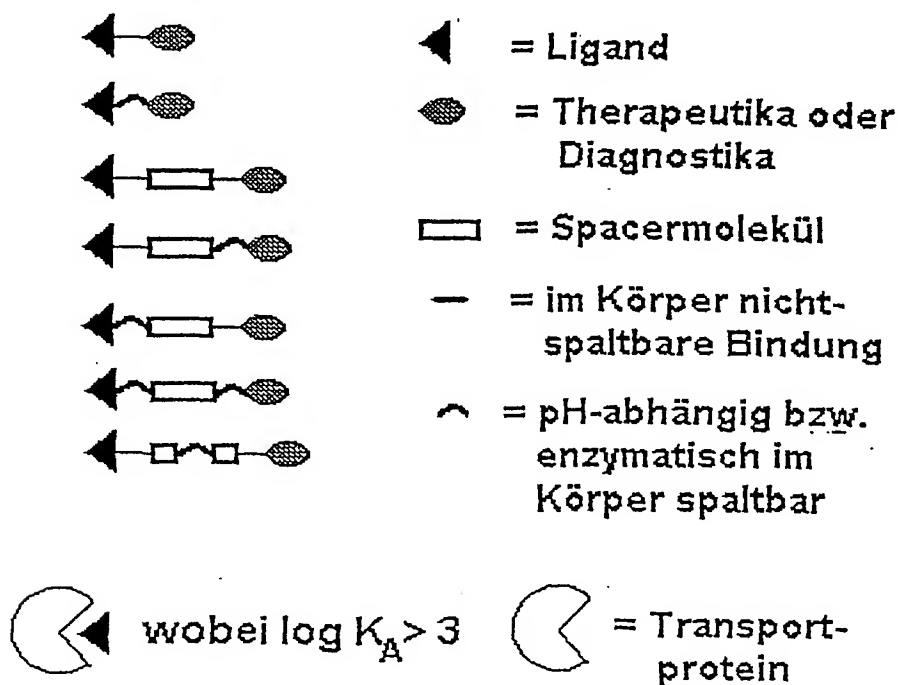 = Ligand
= Therapeutika oder
Diagnostika
= Spacermolekül
= im Körper nicht-
spaltbare Bindung
= pH-abhängig bzw.
enzymatisch im
Körper spaltbar
wobei log K_A > 3
= Transport-
protein